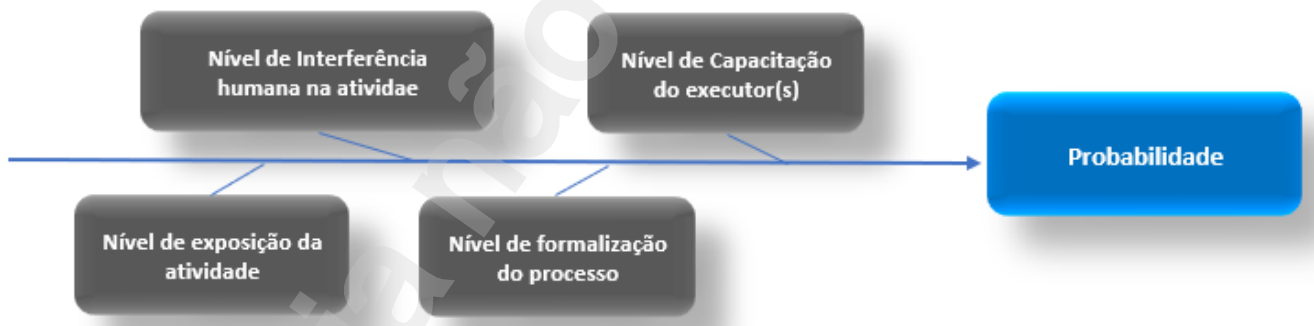 Nível de Interferência
humana na atividae
Nível de Capacitação
do executor(s)
Probabilidade
Nível de exposição da
atividade
Nível de formalização
do processo
não